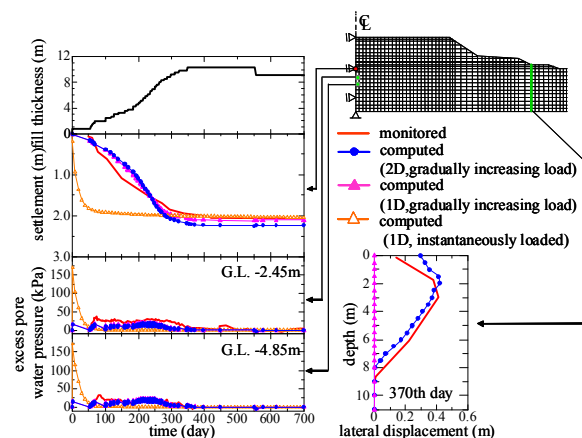 ℄
fill thickness (m)
12
8
4
0
settlement (m)
1.0
2.0
3.0
monitored
computed
(2D,gradually increasing load)
computed
(1D,gradually increasing load)
computed
(1D, instantaneously loaded)
excess pore
water pressure (kPa)
G.L. -2.45m
150
100
50
0
G.L. -4.85m
150
100
50
0
0 100 200 300 400 500 600 700
time (day)
depth (m)
0
2
4
6
8
10
370th day
0 0.2 0.4 0.6
lateral displacement (m)